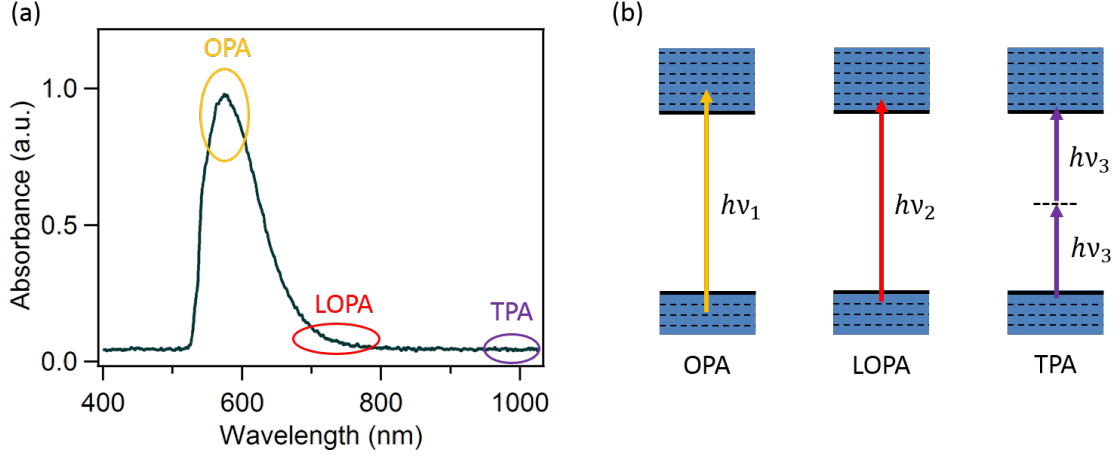 (a)
OPA
LOPA
TPA
1.0
0.5
0.0
Absorbance (a.u.)
400
600
800
1000
Wavelength (nm)
(b)
hν₁
hν₂
hν₃
hν₃
OPA
LOPA
TPA